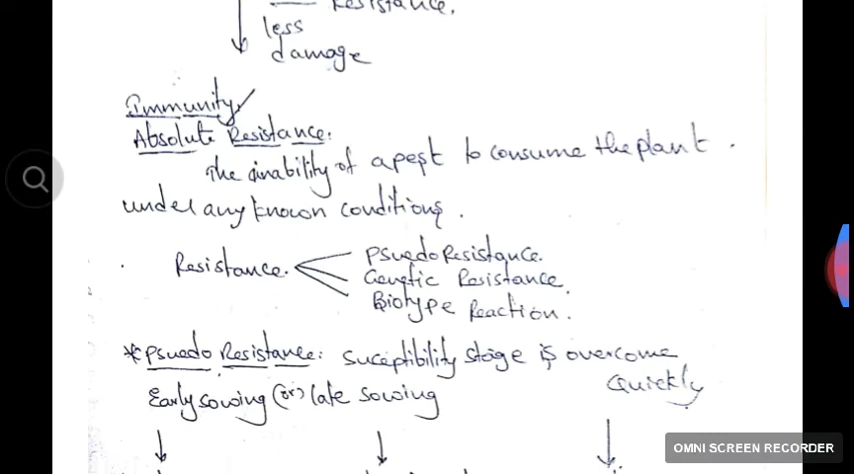 Resistance.
less
damage
Immunity
Absolute Resistance.
The inability of a pest to consume the plant
under any known conditions.
Resistance.
Psuedo Resistance.
Genetic Resistance.
Biotype Reaction.
*Psuedo Resistance: suceptibility stage is overcome
Quickly
Early sowing (or) late sowing
OMNI SCREEN RECORDER